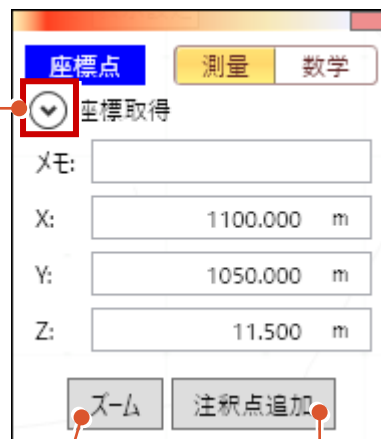 座標点 測量 数学
座標取得
メモ:
X: 1100.000 m
Y: 1050.000 m
Z: 11.500 m
ズーム 注釈点追加